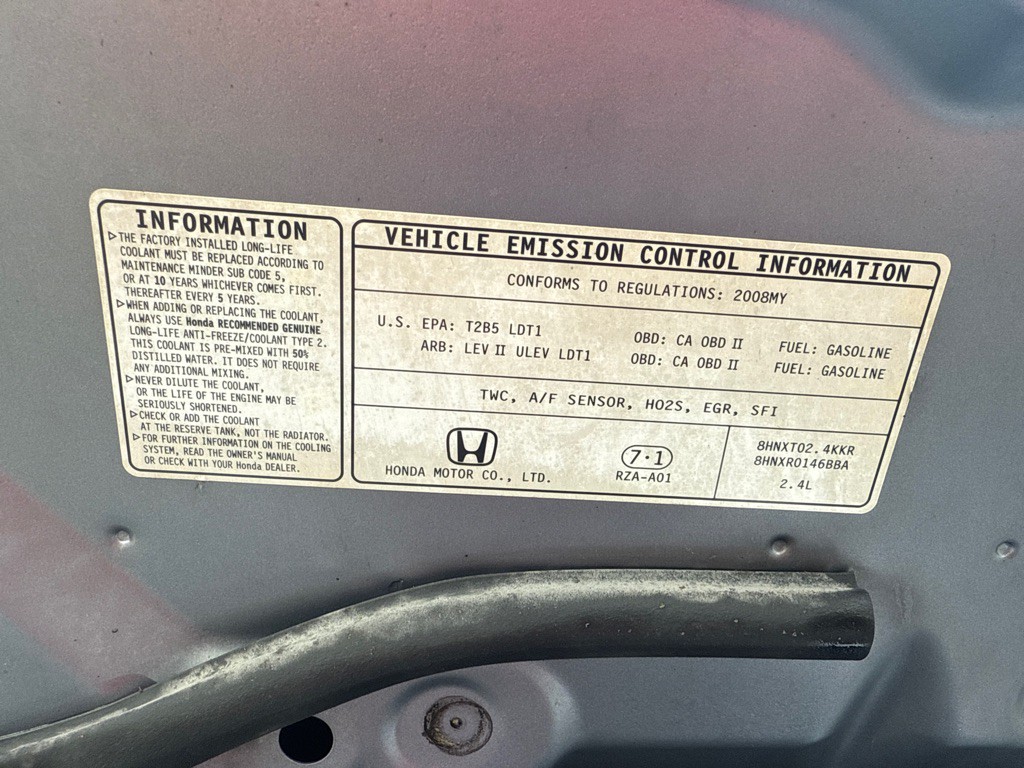 INFORMATION
▷THE FACTORY INSTALLED LONG-LIFE
COOLANT MUST BE REPLACED ACCORDING TO
MAINTENANCE MINDER SUB CODE 5,
OR AT 10 YEARS WHICHEVER COMES FIRST.
THEREAFTER EVERY 5 YEARS.
▷WHEN ADDING OR REPLACING THE COOLANT,
ALWAYS USE Honda RECOMMENDED GENUINE
LONG-LIFE ANTI-FREEZE/COOLANT TYPE 2.
THIS COOLANT IS PRE-MIXED WITH 50%
DISTILLED WATER. IT DOES NOT REQUIRE
ANY ADDITIONAL MIXING.
▷NEVER DILUTE THE COOLANT,
OR THE LIFE OF THE ENGINE MAY BE
SERIOUSLY SHORTENED.
▷CHECK OR ADD THE COOLANT
AT THE RESERVE TANK, NOT THE RADIATOR.
▷FOR FURTHER INFORMATION ON THE COOLING
SYSTEM, READ THE OWNER'S MANUAL
OR CHECK WITH YOUR Honda DEALER.
VEHICLE EMISSION CONTROL INFORMATION
CONFORMS TO REGULATIONS: 2008MY
U.S. EPA: T2B5 LDT1 OBD: CA OBD II FUEL: GASOLINE
ARB: LEV II ULEV LDT1 OBD: CA OBD II FUEL: GASOLINE
TWC, A/F SENSOR, HO2S, EGR, SFI
HONDA MOTOR CO., LTD.
7·1
RZA-A01
8HNXT02.4KKR
8HNXR0146BBA
2.4L